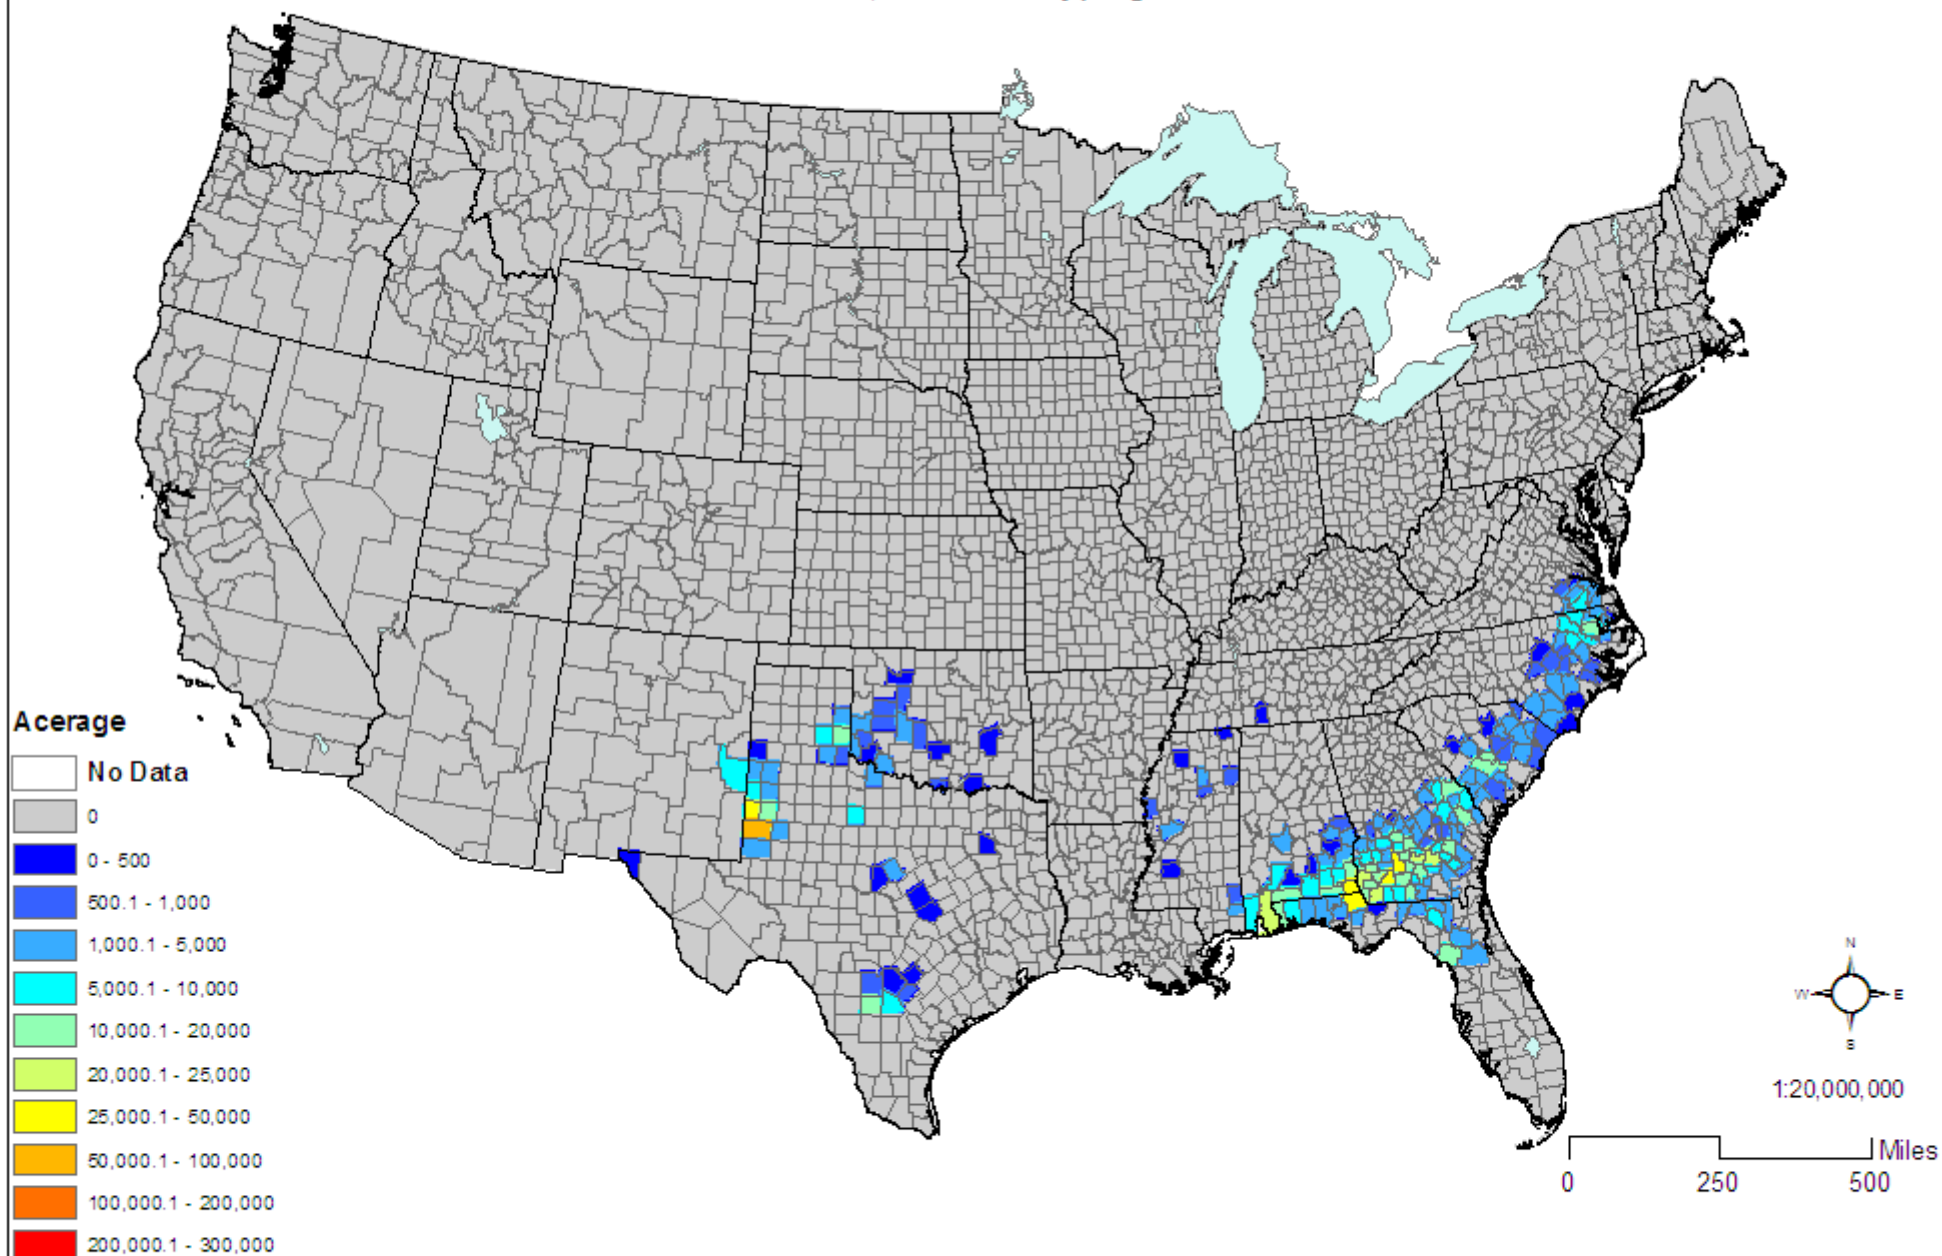 Acerage
No Data
0
0 - 500
500.1 - 1,000
1,000.1 - 5,000
5,000.1 - 10,000
10,000.1 - 20,000
20,000.1 - 25,000
25,000.1 - 50,000
50,000.1 - 100,000
100,000.1 - 200,000
200,000.1 - 300,000
N
W
E
S
1:20,000,000
Miles
0 250 500